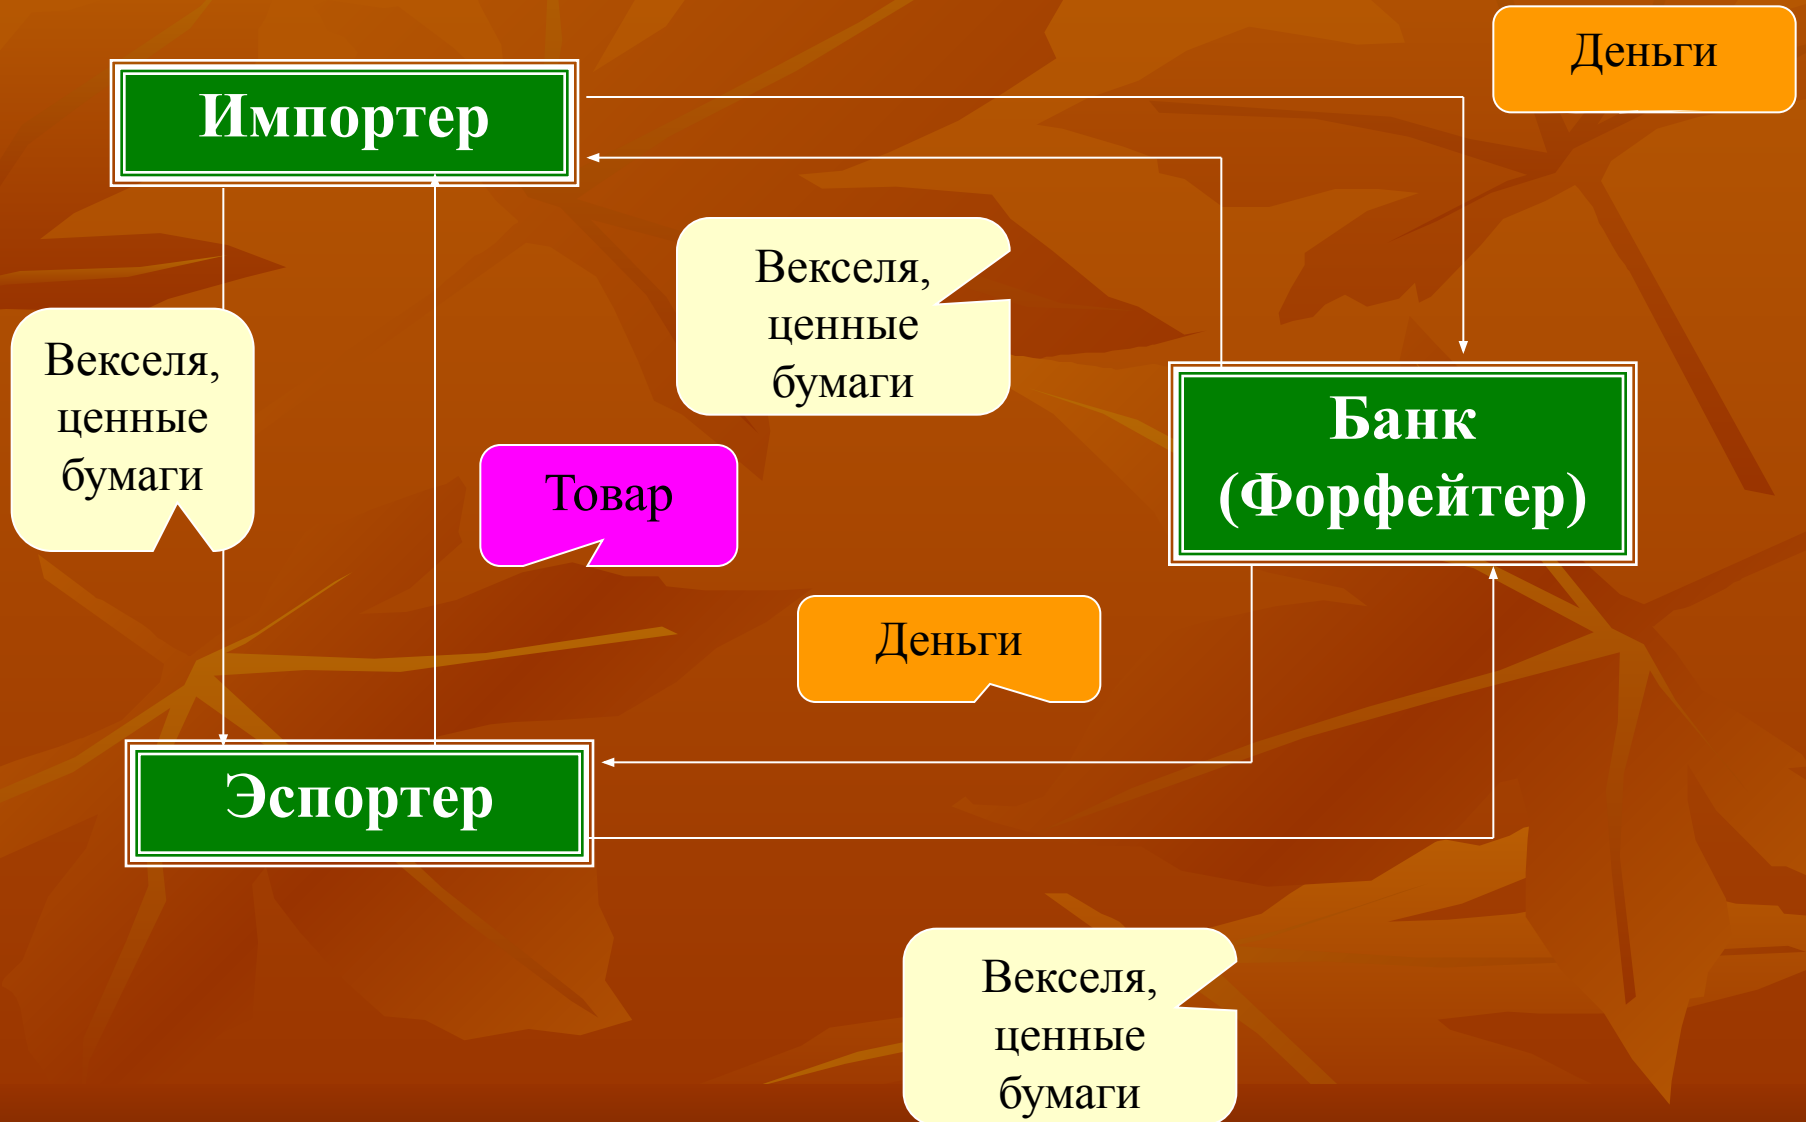 Деньги
Импортер
Векселя,
ценные
бумаги
Векселя,
ценные
бумаги
Банк
(Форфейтер)
Товар
Деньги
Эспортер
Векселя,
ценные
бумаги